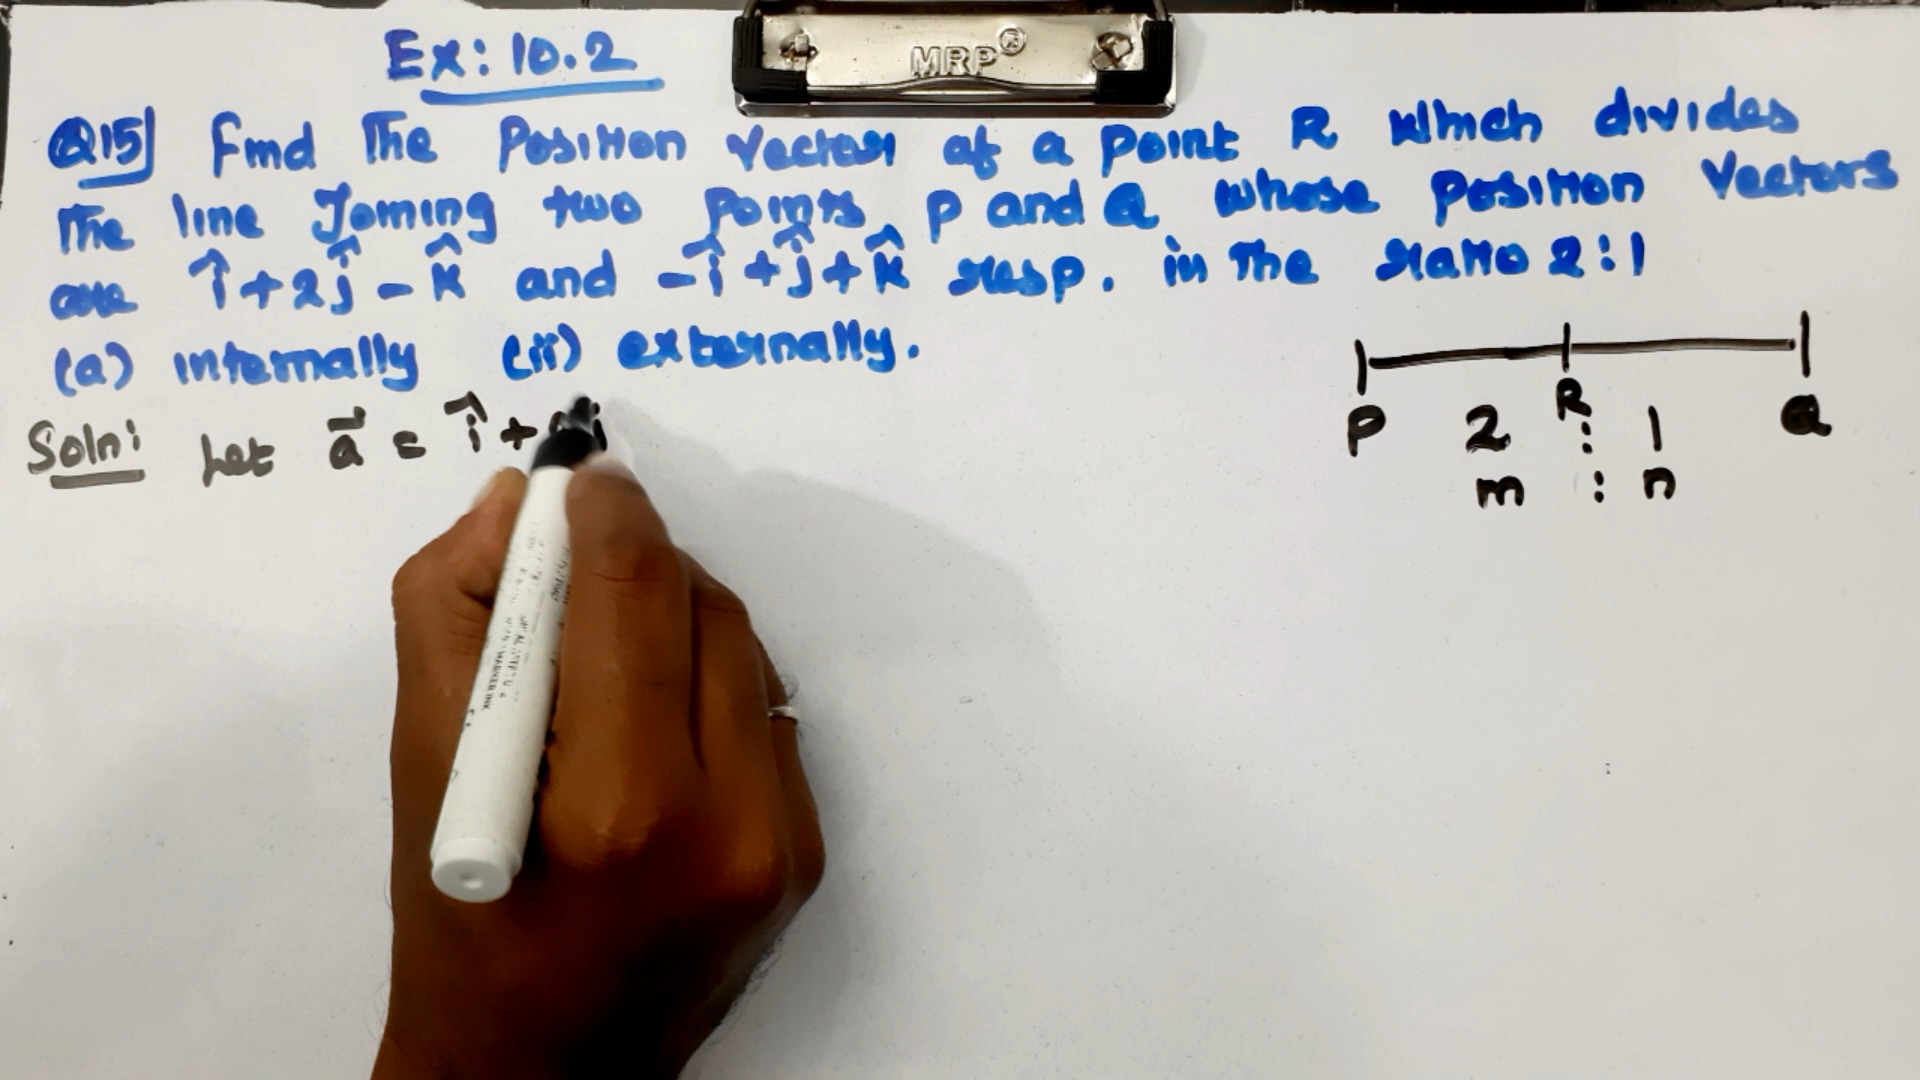 MRP®
Ex: 10.2
Q15] Find The Position Vector of a point R which divides
The line Joining two points P and Q whose position vectors
are î+2ĵ-k̂ and -î+ĵ+k̂ resp. in The ratio 2:1
(a) internally (ii) externally.
Soln: Let a⃗ = î +
P 2 R : 1 Q
m : n
MARKER INK